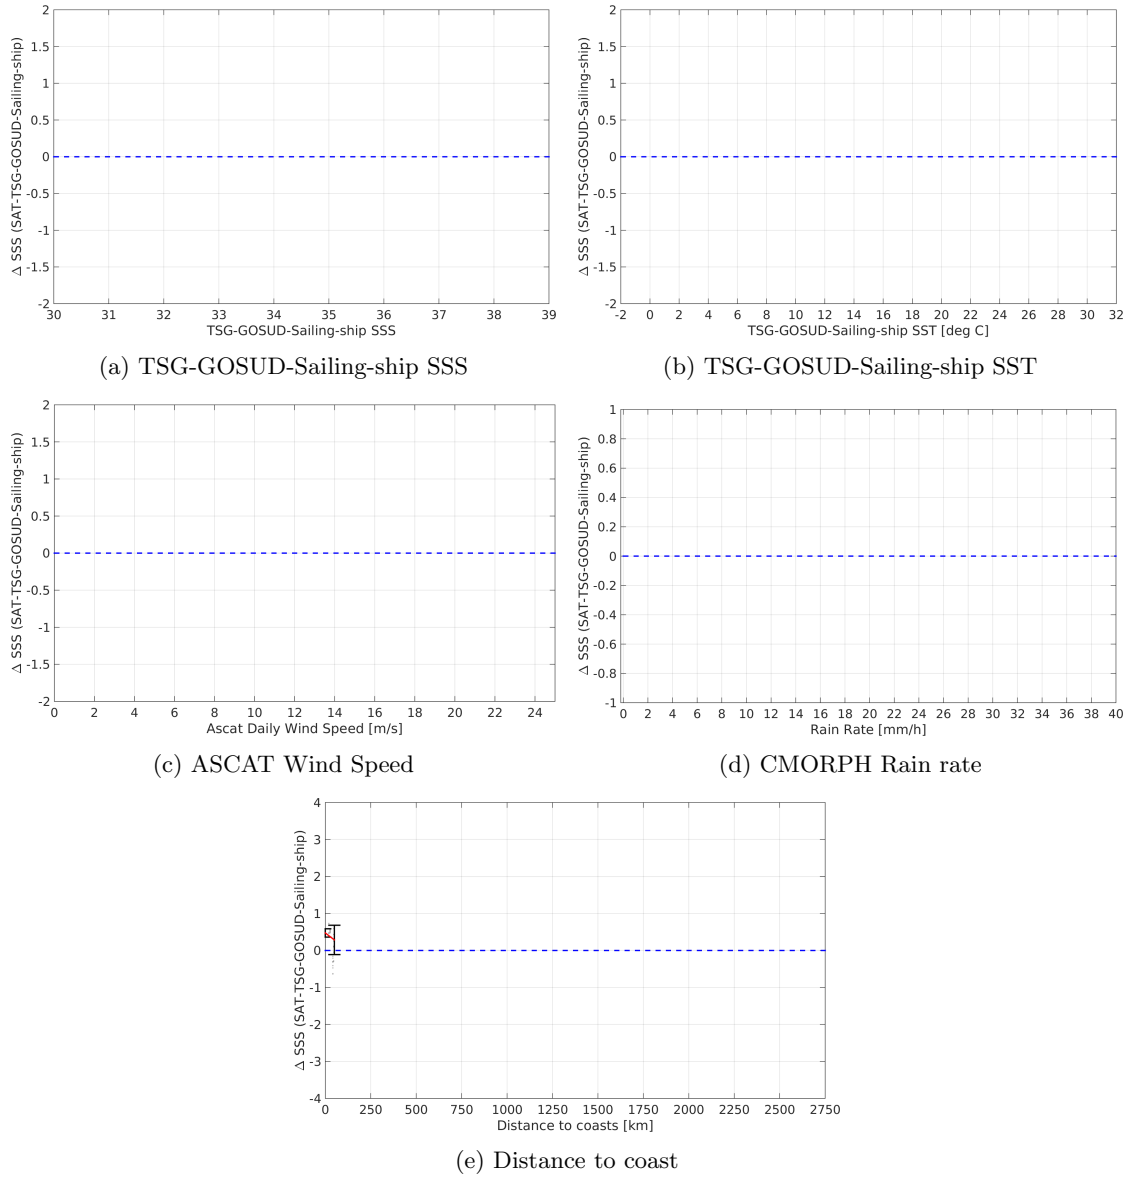 Δ SSS (SAT-TSG-GOSUD-Sailing-ship)
2
1.5
1
0.5
0
-0.5
-1
-1.5
-2
30 31 32 33 34 35 36 37 38 39
TSG-GOSUD-Sailing-ship SSS
(a) TSG-GOSUD-Sailing-ship SSS
Δ SSS (SAT-TSG-GOSUD-Sailing-ship)
2
1.5
1
0.5
0
-0.5
-1
-1.5
-2
-2 0 2 4 6 8 10 12 14 16 18 20 22 24 26 28 30 32
TSG-GOSUD-Sailing-ship SST [deg C]
(b) TSG-GOSUD-Sailing-ship SST
Δ SSS (SAT-TSG-GOSUD-Sailing-ship)
2
1.5
1
0.5
0
-0.5
-1
-1.5
-2
0 2 4 6 8 10 12 14 16 18 20 22 24
Ascat Daily Wind Speed [m/s]
(c) ASCAT Wind Speed
Δ SSS (SAT-TSG-GOSUD-Sailing-ship)
1
0.8
0.6
0.4
0.2
0
-0.2
-0.4
-0.6
-0.8
-1
0 2 4 6 8 10 12 14 16 18 20 22 24 26 28 30 32 34 36 38 40
Rain Rate [mm/h]
(d) CMORPH Rain rate
Δ SSS (SAT-TSG-GOSUD-Sailing-ship)
4
3
2
1
0
-1
-2
-3
-4
0 250 500 750 1000 1250 1500 1750 2000 2250 2500 2750
Distance to coasts [km]
(e) Distance to coast